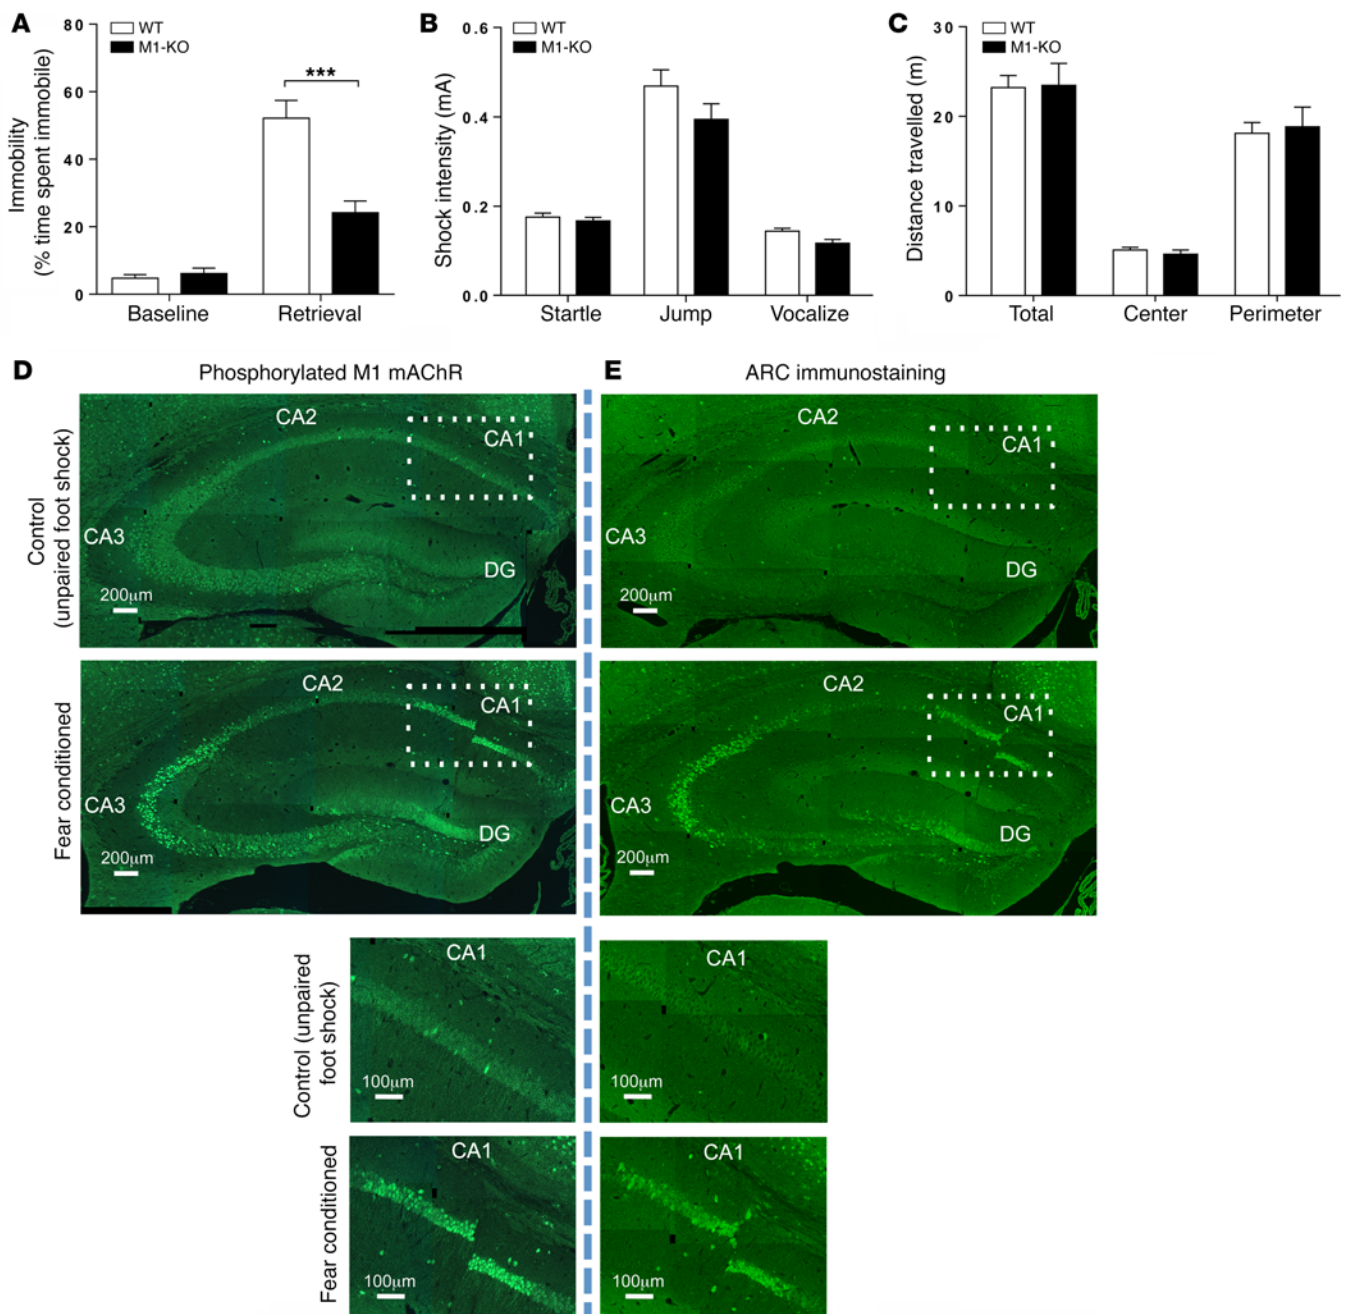 A
WT
M1-KO
Immobility
(% time spent immobile)
80
60
40
20
0
***
Baseline
Retrieval
B
WT
M1-KO
Shock intensity (mA)
0.6
0.4
0.2
0.0
Startle
Jump
Vocalize
C
WT
M1-KO
Distance travelled (m)
30
20
10
0
Total
Center
Perimeter
D
Phosphorylated M1 mAChR
E
ARC immunostaining
Control
(unpaired foot shock)
CA2
CA1
CA3
DG
200μm
CA2
CA1
CA3
DG
200μm
Fear conditioned
CA2
CA1
CA3
DG
200μm
CA2
CA1
CA3
DG
200μm
Control (unpaired
foot shock)
CA1
100μm
CA1
100μm
Fear conditioned
CA1
100μm
CA1
100μm